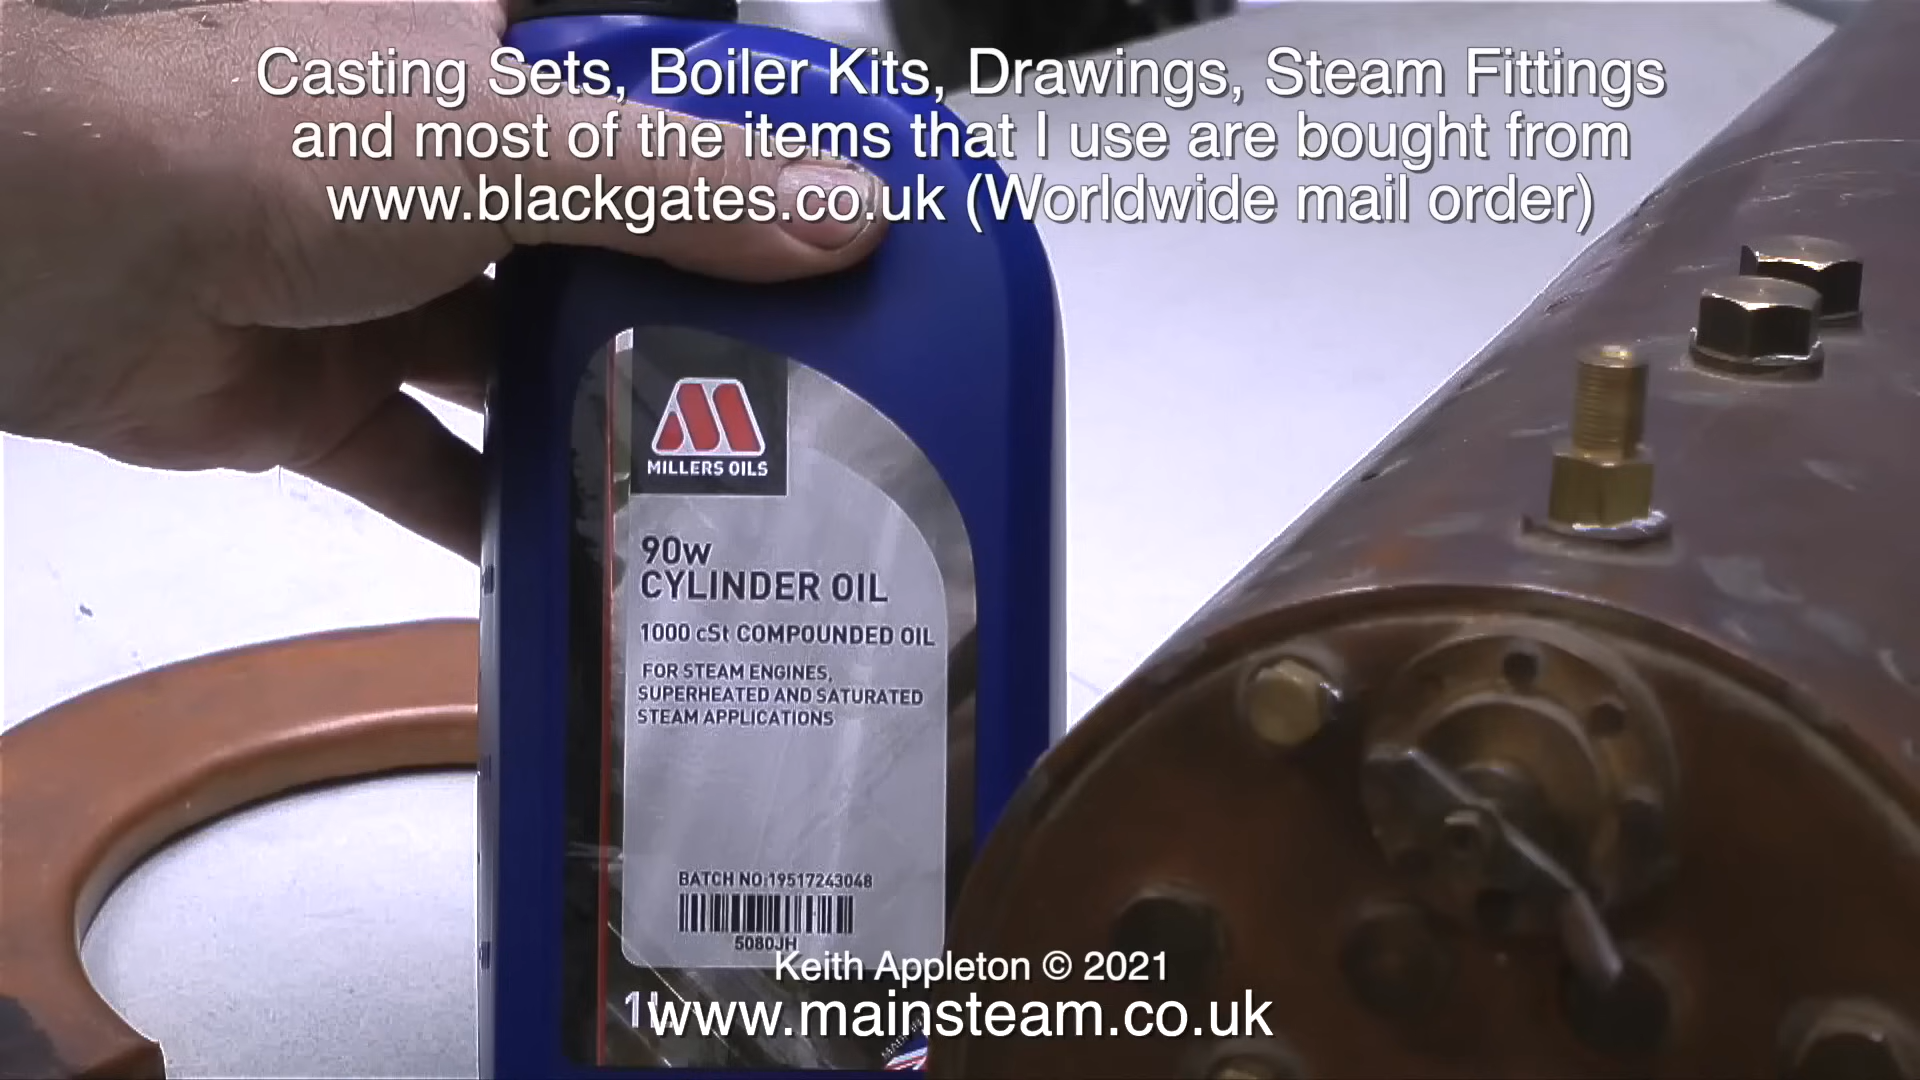 Casting Sets, Boiler Kits, Drawings, Steam Fittings
and most of the items that I use are bought from
www.blackgates.co.uk (Worldwide mail order)
MILLERS OILS
90w
CYLINDER OIL
1000 cSt COMPOUNDED OIL
FOR STEAM ENGINES,
SUPERHEATED AND SATURATED
STEAM APPLICATIONS
BATCH NO:19517243048
5080JH
Keith Appleton © 2021
1L
www.mainsteam.co.uk